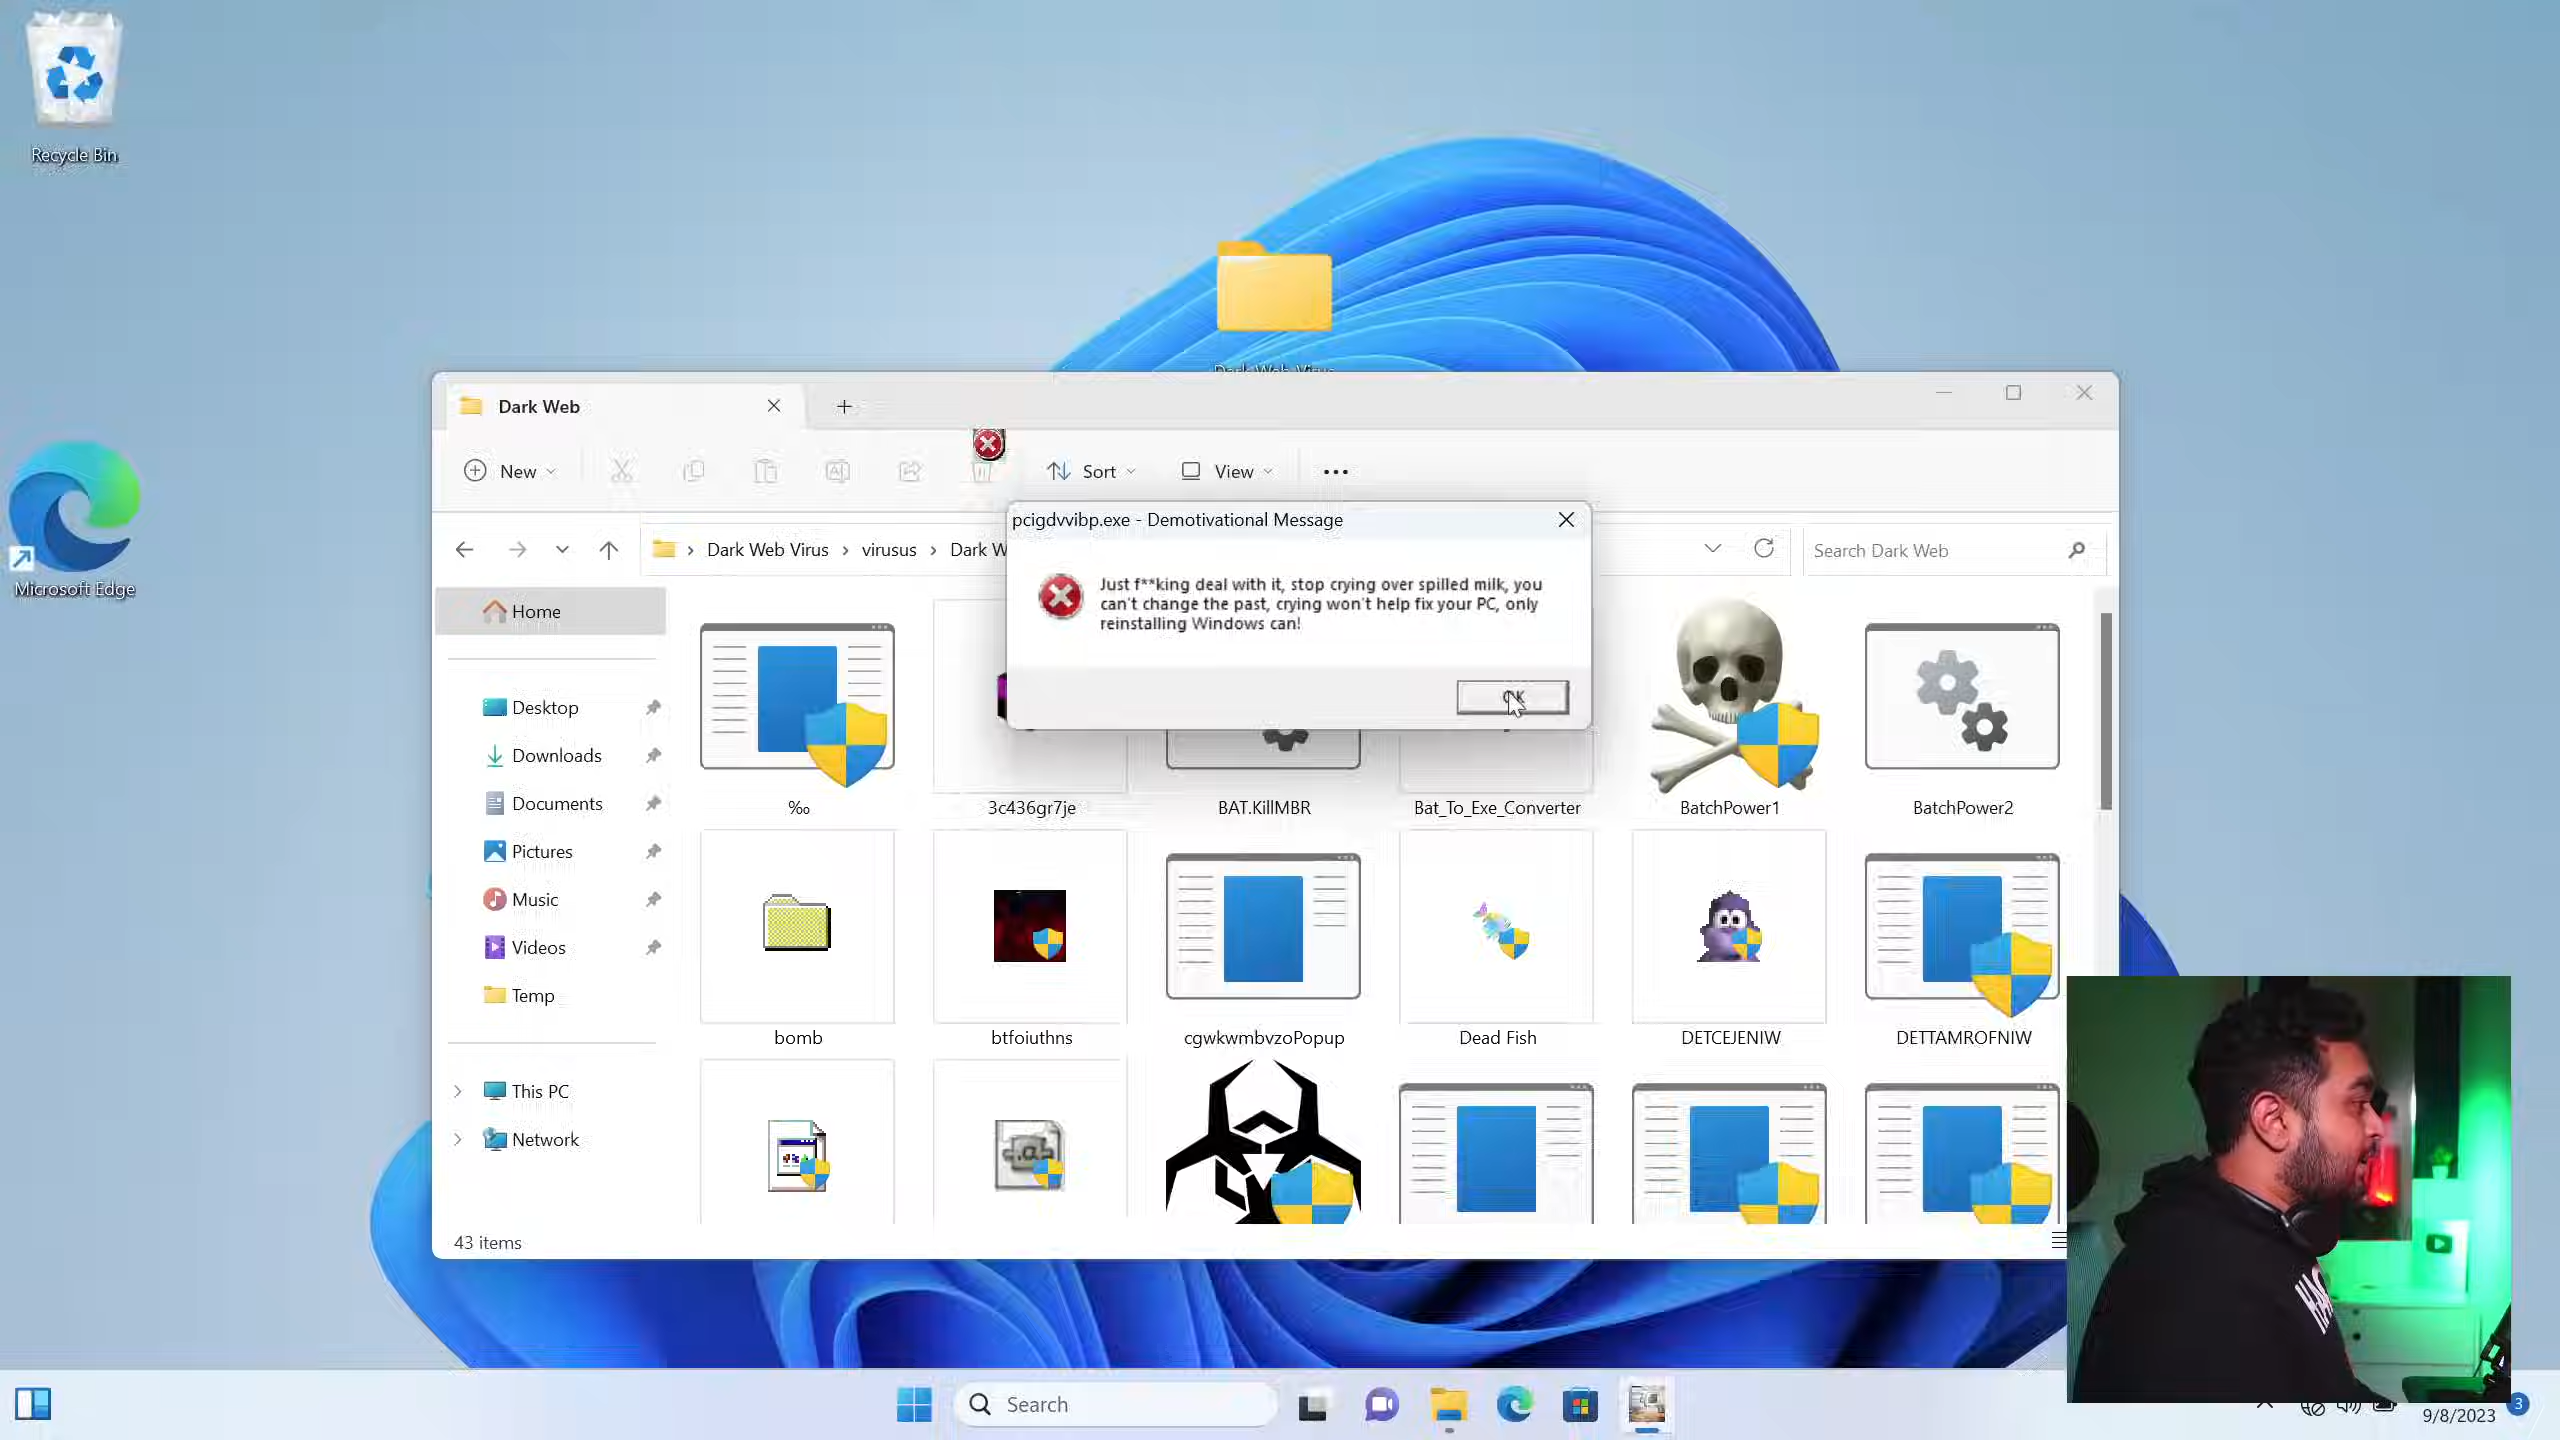 Recycle Bin
Microsoft Edge
Dark Web Virus
Dark Web
New
Sort
View
pcigdvvibp.exe - Demotivational Message
Dark Web Virus
virusus
Dark W
Search Dark Web
Just f**king deal with it, stop crying over spilled milk, you
can't change the past, crying won't help fix your PC, only
reinstalling Windows can!
OK
Home
Desktop
Downloads
Documents
Pictures
Music
Videos
Temp
This PC
Network
%o
3c436gr7je
BAT.KillMBR
Bat_To_Exe_Converter
BatchPower1
BatchPower2
bomb
btfoiuthns
cgwkwmbvzoPopup
Dead Fish
DETCEJENIW
DETTAMROFNIW
43 items
Search
9/8/2023
3